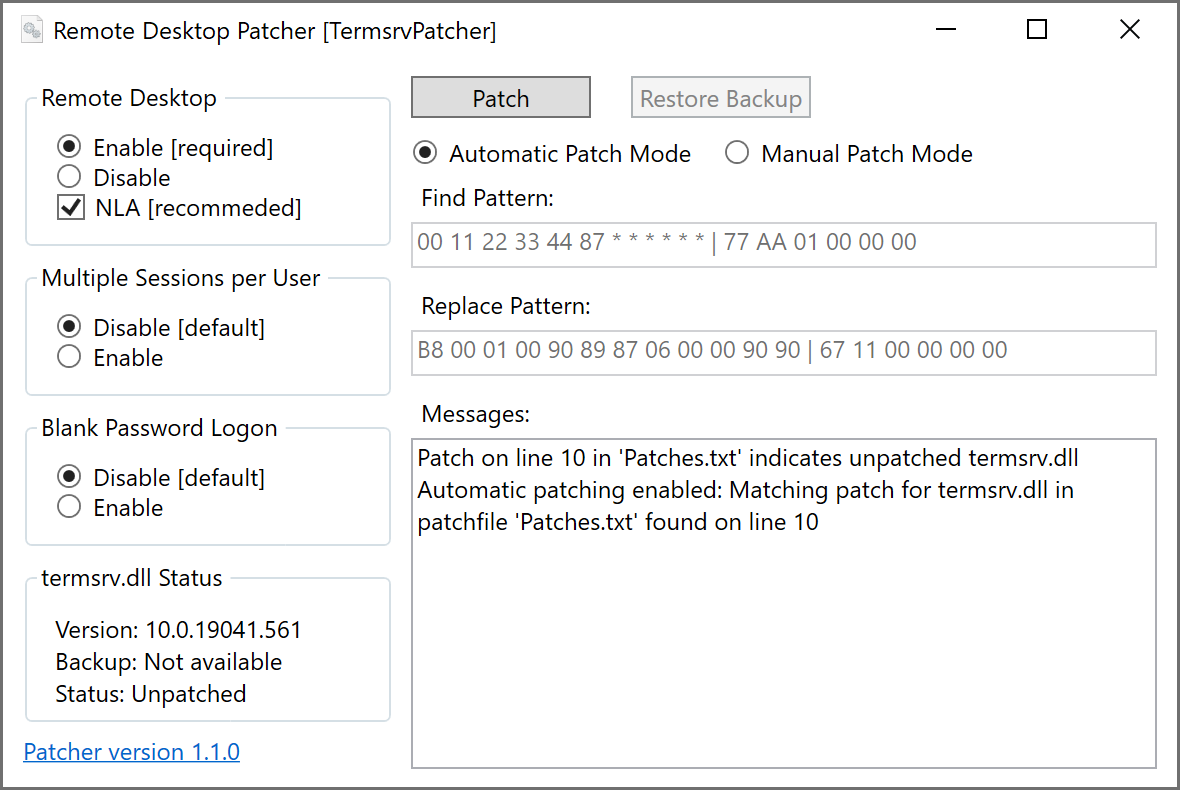 Remote Desktop Patcher [TermsrvPatcher]
Remote Desktop
Enable [required]
Disable
NLA [recommeded]
Multiple Sessions per User
Disable [default]
Enable
Blank Password Logon
Disable [default]
Enable
termsrv.dll Status
Version: 10.0.19041.561
Backup: Not available
Status: Unpatched
Patcher version 1.1.0
Patch
Restore Backup
Automatic Patch Mode
Manual Patch Mode
Find Pattern:
00 11 22 33 44 87 * * * * * * | 77 AA 01 00 00 00
Replace Pattern:
B8 00 01 00 90 89 87 06 00 00 90 90 | 67 11 00 00 00 00
Messages:
Patch on line 10 in 'Patches.txt' indicates unpatched termsrv.dll
Automatic patching enabled: Matching patch for termsrv.dll in
patchfile 'Patches.txt' found on line 10